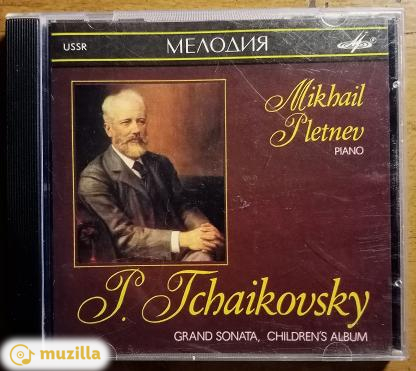 USSR
МЕЛОДИЯ
Mikhail
Pletnev
PIANO
P. Tchaikovsky
GRAND SONATA, CHILDREN'S ALBUM
muzilla